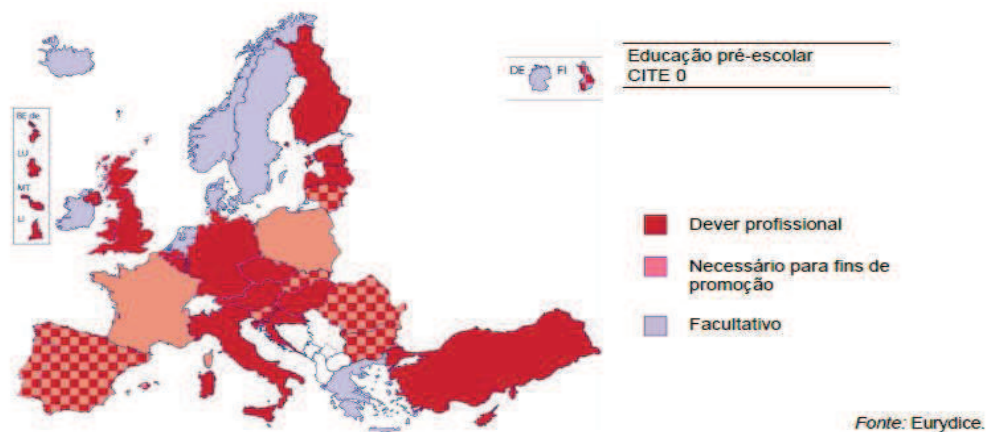 DE FI
Educação pré-escolar
CITE 0
BE de
LU
MT
LI
Dever profissional
Necessário para fins de
promoção
Facultativo
Fonte: Eurydice.